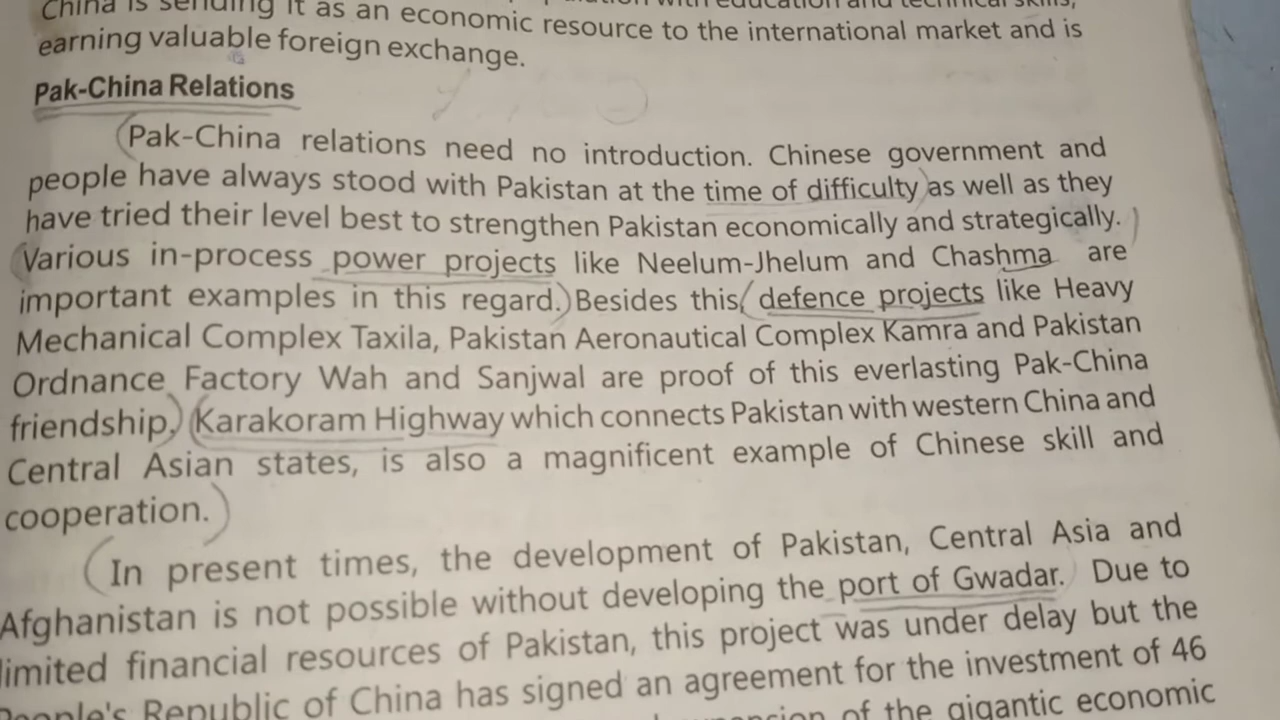 China is sending it as an economic resource to the international market and is
earning valuable foreign exchange.
Pak-China Relations
Pak-China relations need no introduction. Chinese government and
people have always stood with Pakistan at the time of difficulty as well as they
have tried their level best to strengthen Pakistan economically and strategically.
Various in-process power projects like Neelum-Jhelum and Chashma are
important examples in this regard. Besides this, defence projects like Heavy
Mechanical Complex Taxila, Pakistan Aeronautical Complex Kamra and Pakistan
Ordnance Factory Wah and Sanjwal are proof of this everlasting Pak-China
friendship. Karakoram Highway which connects Pakistan with western China and
Central Asian states, is also a magnificent example of Chinese skill and
cooperation.
In present times, the development of Pakistan, Central Asia and
Afghanistan is not possible without developing the port of Gwadar. Due to
limited financial resources of Pakistan, this project was under delay but the
People's Republic of China has signed an agreement for the investment of 46
of the gigantic economic